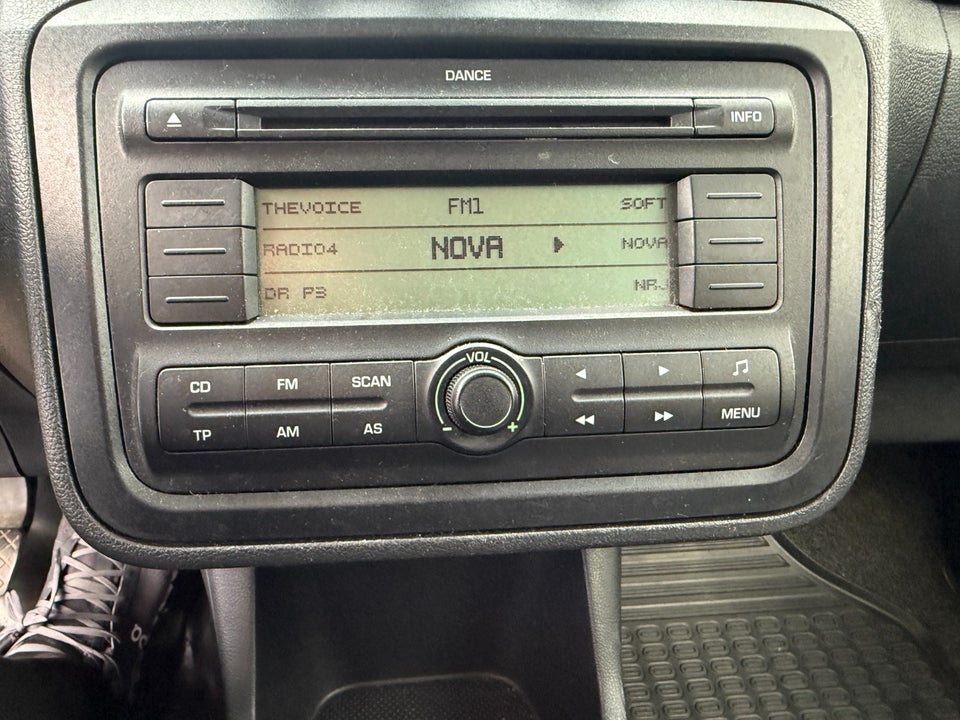 DANCE
INFO
THEVOICE FM1 SOFT
RADIO4 NOVA NOVA
DR P3 NRJ
VOL
CD FM SCAN
TP AM AS MENU
- +